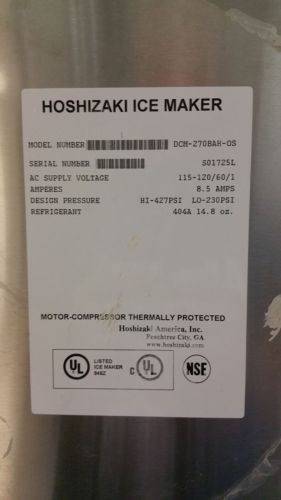 HOSHIZAKI ICE MAKER
MODEL NUMBER DCM-270BAH-OS
SERIAL NUMBER S01725L
AC SUPPLY VOLTAGE 115-120/60/1
AMPERES 8.5 AMPS
DESIGN PRESSURE HI-427PSI LO-230PSI
REFRIGERANT 404A 14.8 oz.
MOTOR-COMPRESSOR THERMALLY PROTECTED
Hoshizaki America, Inc.
Peachtree City, GA
www.hoshizaki.com
UL LISTED ICE MAKER 946Z C UL NSF